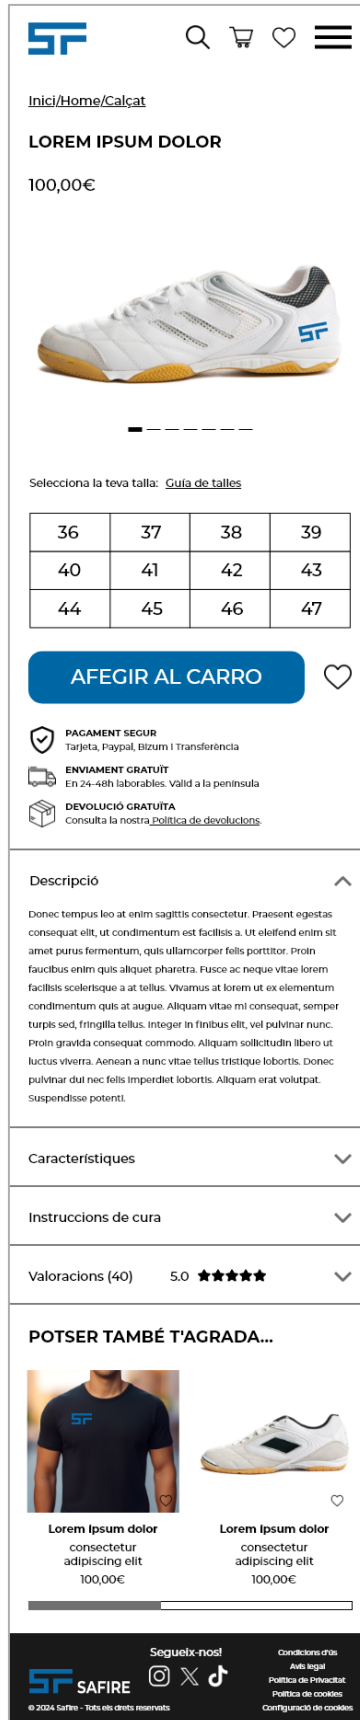 SF
Inici/Home/Calçat
LOREM IPSUM DOLOR
100,00€
SF
Selecciona la teva talla: Guía de talles
36 37 38 39
40 41 42 43
44 45 46 47
AFEGIR AL CARRO
PAGAMENT SEGUR
Tarjeta, Paypal, Bizum i Transferència
ENVIAMENT GRATUÏT
En 24-48h laborables. Vàlid a la península
DEVOLUCIÓ GRATUÏTA
Consulta la nostra Política de devolucions.
Descripció
Donec tempus leo at enim sagittis consectetur. Praesent egestas
consequat elit, ut condimentum est facilisis a. Ut eleifend enim sit
amet purus fermentum, quis ullamcorper felis porttitor. Proin
faucibus enim quis aliquet pharetra. Fusce ac neque vitae lorem
facilisis scelerisque a at tellus. Vivamus at lorem ut ex elementum
condimentum quis at augue. Aliquam vitae mi consequat, semper
turpis sed, fringilla tellus. Integer in finibus elit, vel pulvinar nunc.
Proin gravida consequat commodo. Aliquam sollicitudin libero ut
luctus viverra. Aenean a nunc vitae tellus tristique lobortis. Donec
pulvinar dui nec felis imperdiet lobortis. Aliquam erat volutpat.
Suspendisse potenti.
Característiques
Instruccions de cura
Valoracions (40) 5.0
POTSER TAMBÉ T'AGRADA...
SF
Lorem ipsum dolor
consectetur
adipiscing elit
100,00€
Lorem ipsum dolor
consectetur
adipiscing elit
100,00€
SF SAFIRE
© 2024 Safire - Tots els drets reservats
Segueix-nos!
Condicions d'ús
Avís legal
Política de Privacitat
Política de cookies
Configuració de cookies